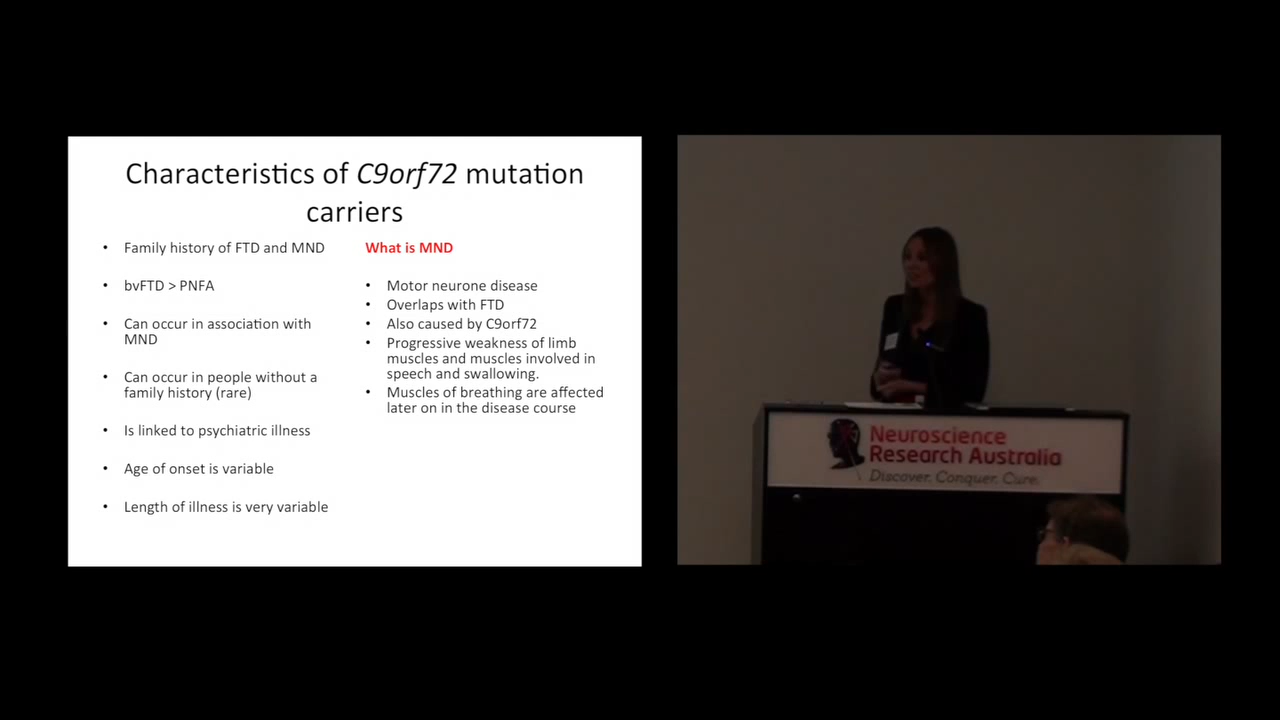 Characteristics of C9orf72 mutation
carriers
• Family history of FTD and MND
• bvFTD > PNFA
• Can occur in association with
MND
• Can occur in people without a
family history (rare)
• Is linked to psychiatric illness
• Age of onset is variable
• Length of illness is very variable
What is MND
• Motor neurone disease
• Overlaps with FTD
• Also caused by C9orf72
• Progressive weakness of limb
muscles and muscles involved in
speech and swallowing.
• Muscles of breathing are affected
later on in the disease course
Neuroscience
Research Australia
Discover. Conquer. Cure.